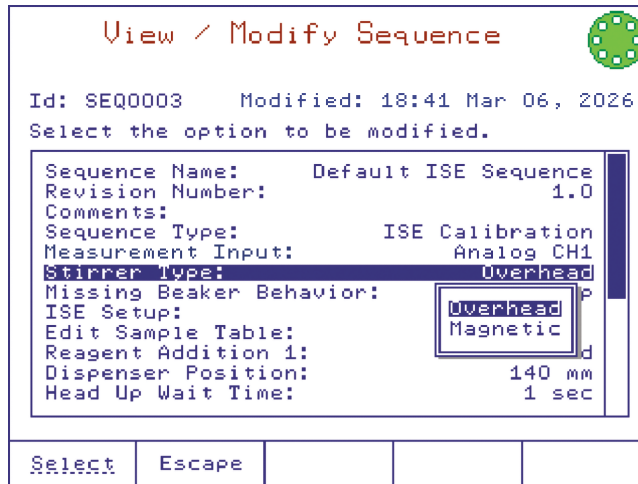 View / Modify Sequence
Id: SEQ0003 Modified: 18:41 Mar 06, 2026
Select the option to be modified.
Sequence Name: Default ISE Sequence
Revision Number: 1.0
Comments:
Sequence Type: ISE Calibration
Measurement Input: Analog CH1
Stirrer Type: Overhead
Missing Beaker Behavior: p
Overhead
ISE Setup:
Magnetic
Edit Sample Table:
Reagent Addition 1: d
Dispenser Position: 140 mm
Head Up Wait Time: 1 sec
Select Escape